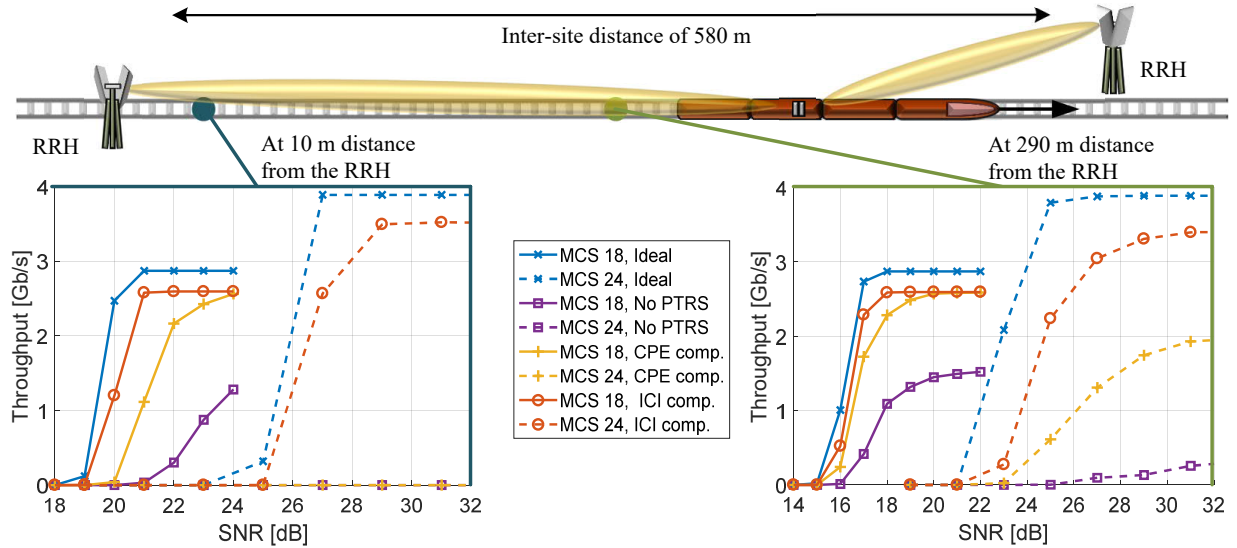 Inter-site distance of 580 m
RRH
RRH
At 10 m distance
from the RRH
At 290 m distance
from the RRH
Throughput [Gb/s]
4
3
2
1
0
18 20 22 24 26 28 30 32
SNR [dB]
MCS 18, Ideal
MCS 24, Ideal
MCS 18, No PTRS
MCS 24, No PTRS
MCS 18, CPE comp.
MCS 24, CPE comp.
MCS 18, ICI comp.
MCS 24, ICI comp.
Throughput [Gb/s]
4
3
2
1
0
14 16 18 20 22 24 26 28 30 32
SNR [dB]